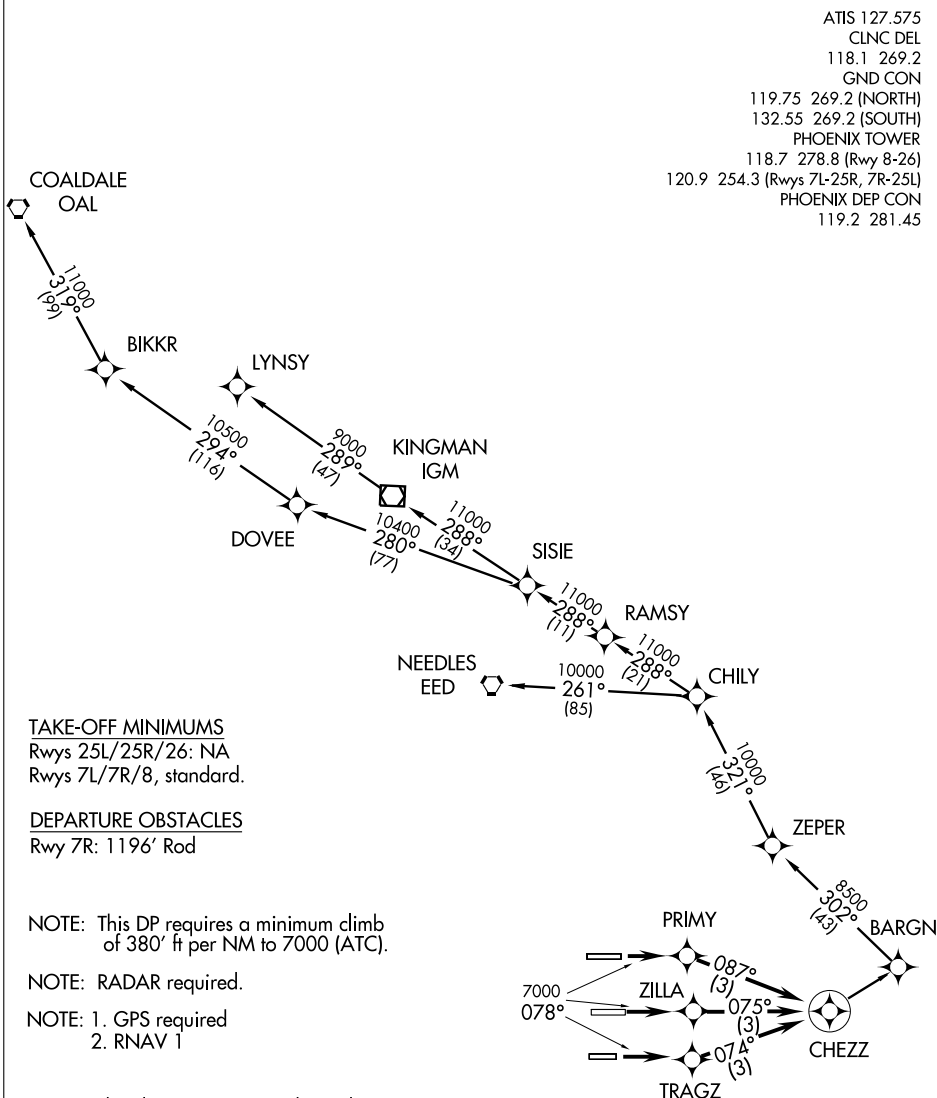 ATIS 127.575
CLNC DEL
118.1 269.2
GND CON
119.75 269.2 (NORTH)
132.55 269.2 (SOUTH)
PHOENIX TOWER
118.7 278.8 (Rwy 8-26)
120.9 254.3 (Rwys 7L-25R, 7R-25L)
PHOENIX DEP CON
119.2 281.45
COALDALE
OAL
11000
319°
(99)
BIKKR
LYNSY
10500
294°
(116)
9000
289°
(47)
KINGMAN
IGM
DOVEE
10400
280°
(77)
11000
288°
(34)
SISIE
11000
288°
(11)
RAMSY
11000
288°
(21)
NEEDLES
EED
10000
261°
(85)
CHILY
10000
321°
(46)
ZEPER
8500
302°
(43)
BARGN
TAKE-OFF MINIMUMS
Rwys 25L/25R/26: NA
Rwys 7L/7R/8, standard.
DEPARTURE OBSTACLES
Rwy 7R: 1196’ Rod
NOTE: This DP requires a minimum climb
of 380’ ft per NM to 7000 (ATC).
NOTE: RADAR required.
NOTE: 1. GPS required
2. RNAV 1
PRIMY
087°
(3)
7000
078°
ZILLA
075°
(3)
074°
(3)
CHEZZ
TRAGZ